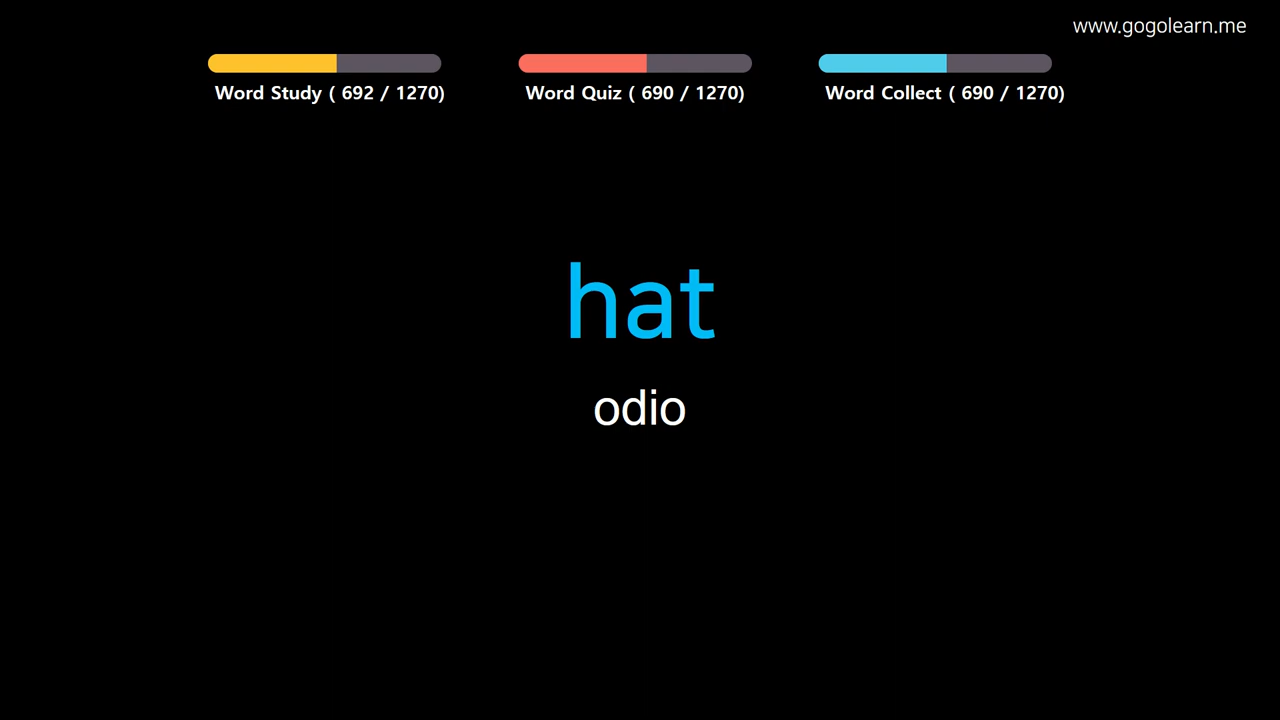 www.gogolearn.me
Word Study ( 692 / 1270)
Word Quiz ( 690 / 1270)
Word Collect ( 690 / 1270)
hat
odio